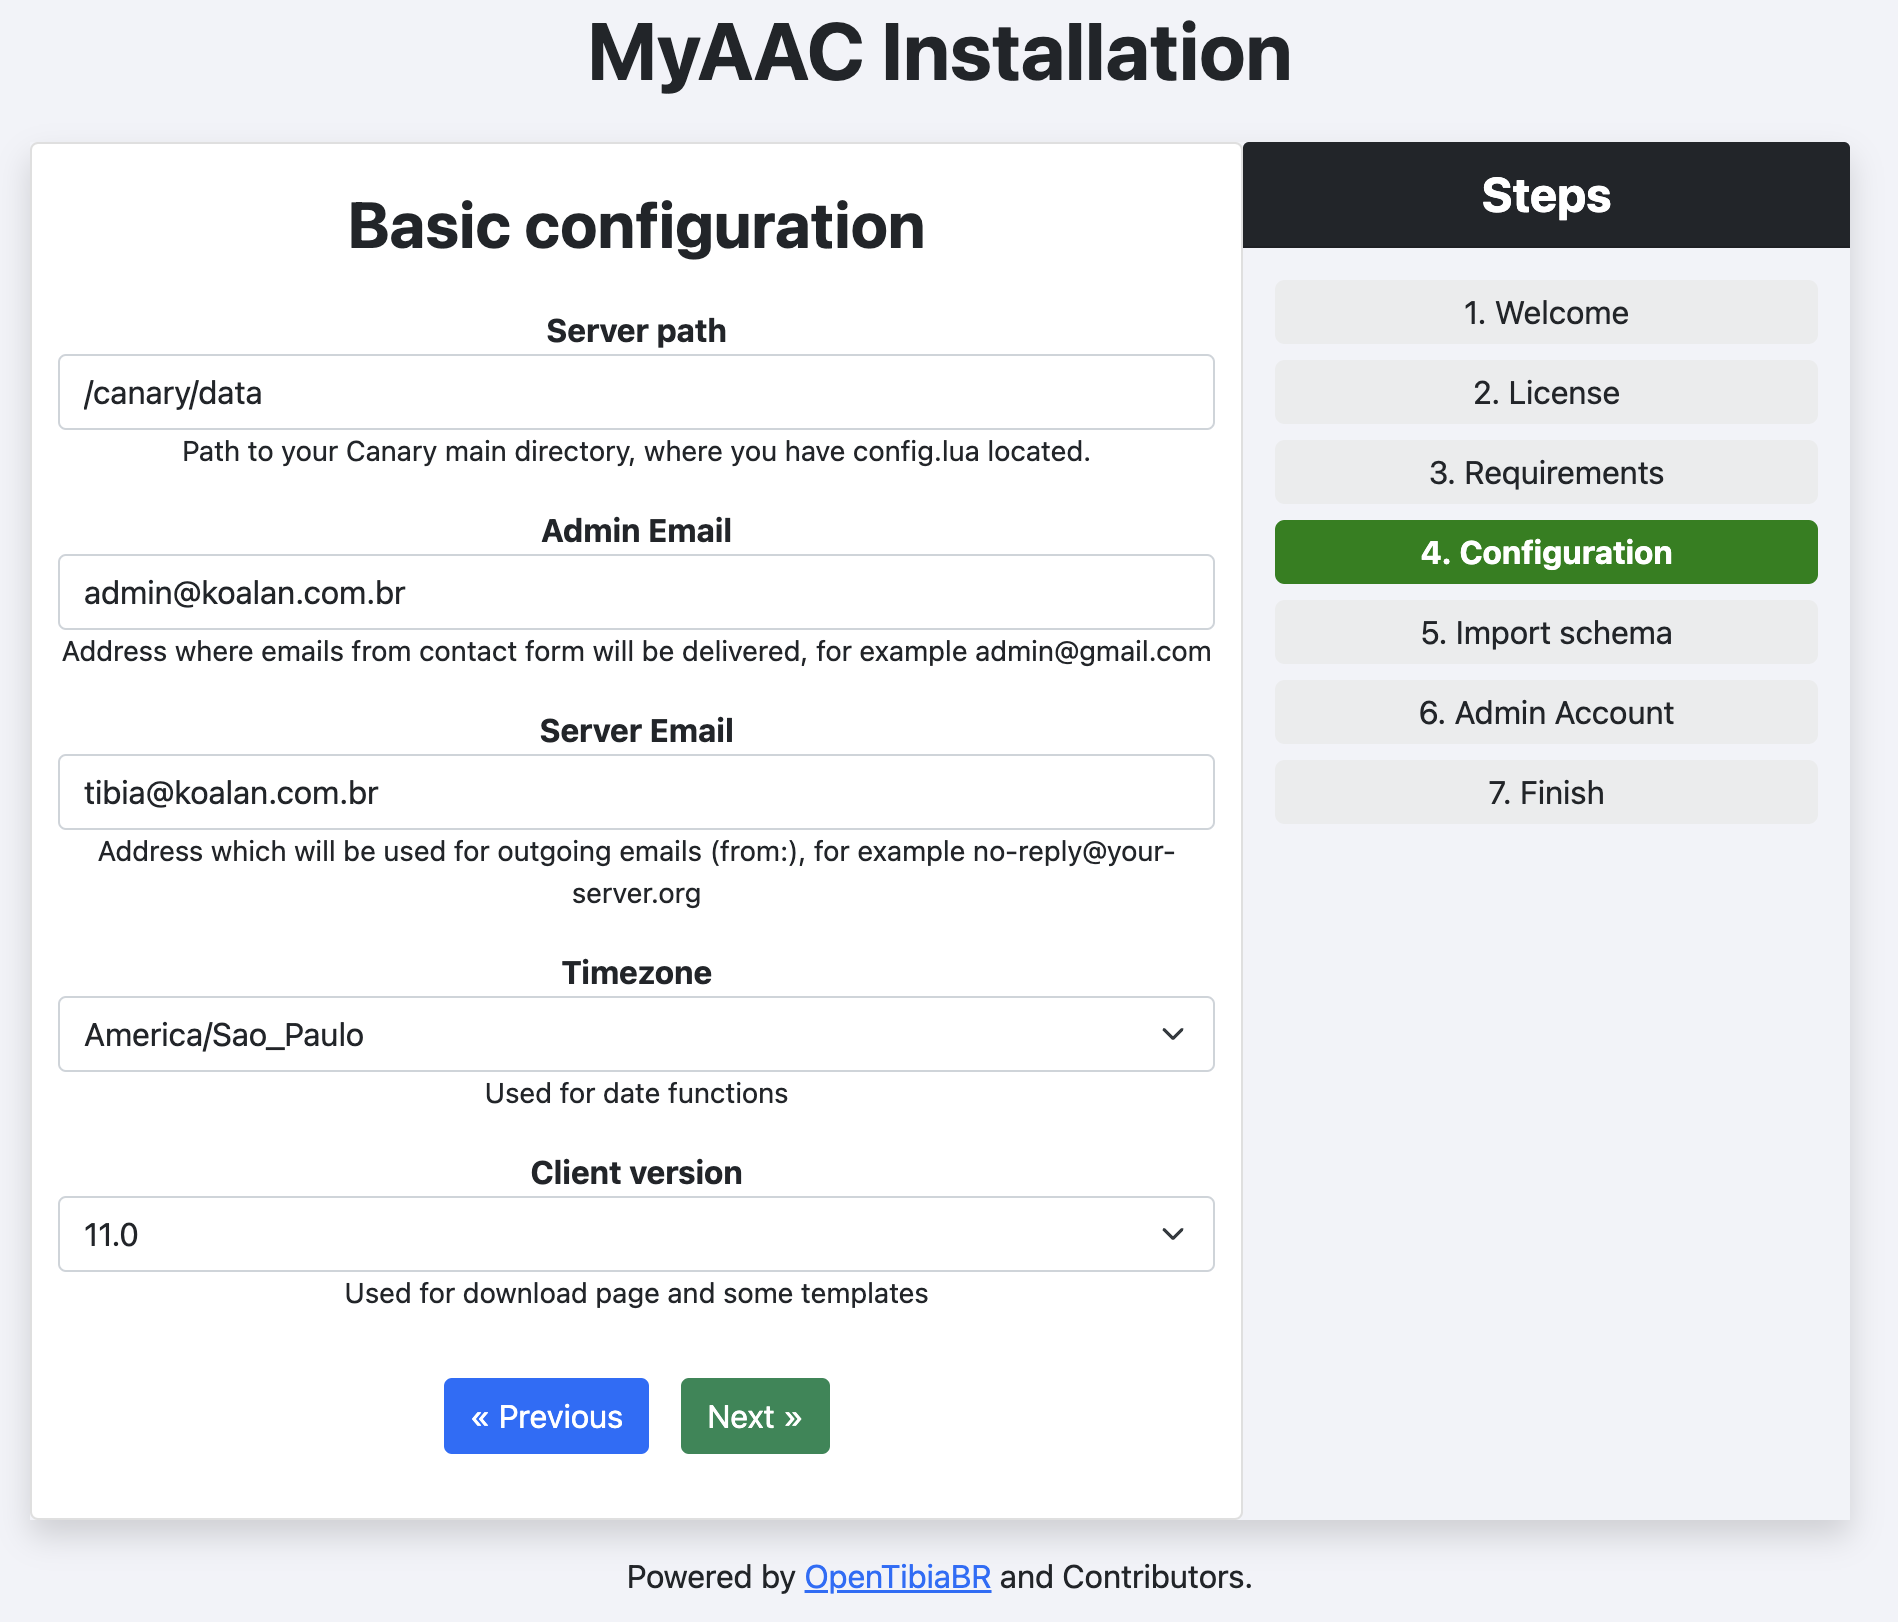 MyAAC Installation
Basic configuration
Server path
/canary/data
Path to your Canary main directory, where you have config.lua located.
Admin Email
admin@koalan.com.br
Address where emails from contact form will be delivered, for example admin@gmail.com
Server Email
tibia@koalan.com.br
Address which will be used for outgoing emails (from:), for example no-reply@your-
server.org
Timezone
America/Sao_Paulo
Used for date functions
Client version
11.0
Used for download page and some templates
« Previous
Next »
Steps
1. Welcome
2. License
3. Requirements
4. Configuration
5. Import schema
6. Admin Account
7. Finish
Powered by OpenTibiaBR and Contributors.